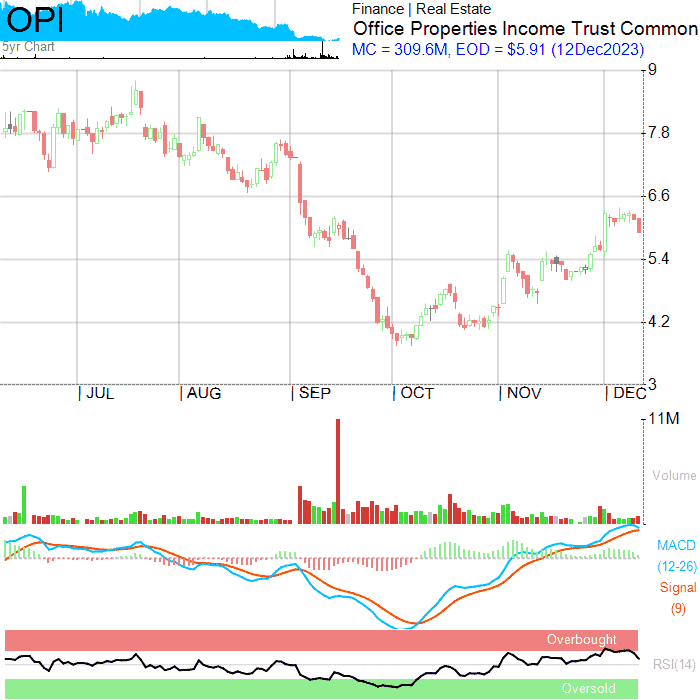 OPI
5yr Chart
Finance | Real Estate
Office Properties Income Trust Common
MC = 309.6M, EOD = $5.91 (12Dec2023)
9
7.8
6.6
5.4
4.2
3
JUL AUG SEP OCT NOV DEC
11M
Volume
MACD
(12-26)
Signal
(9)
Overbought
RSI(14)
Oversold